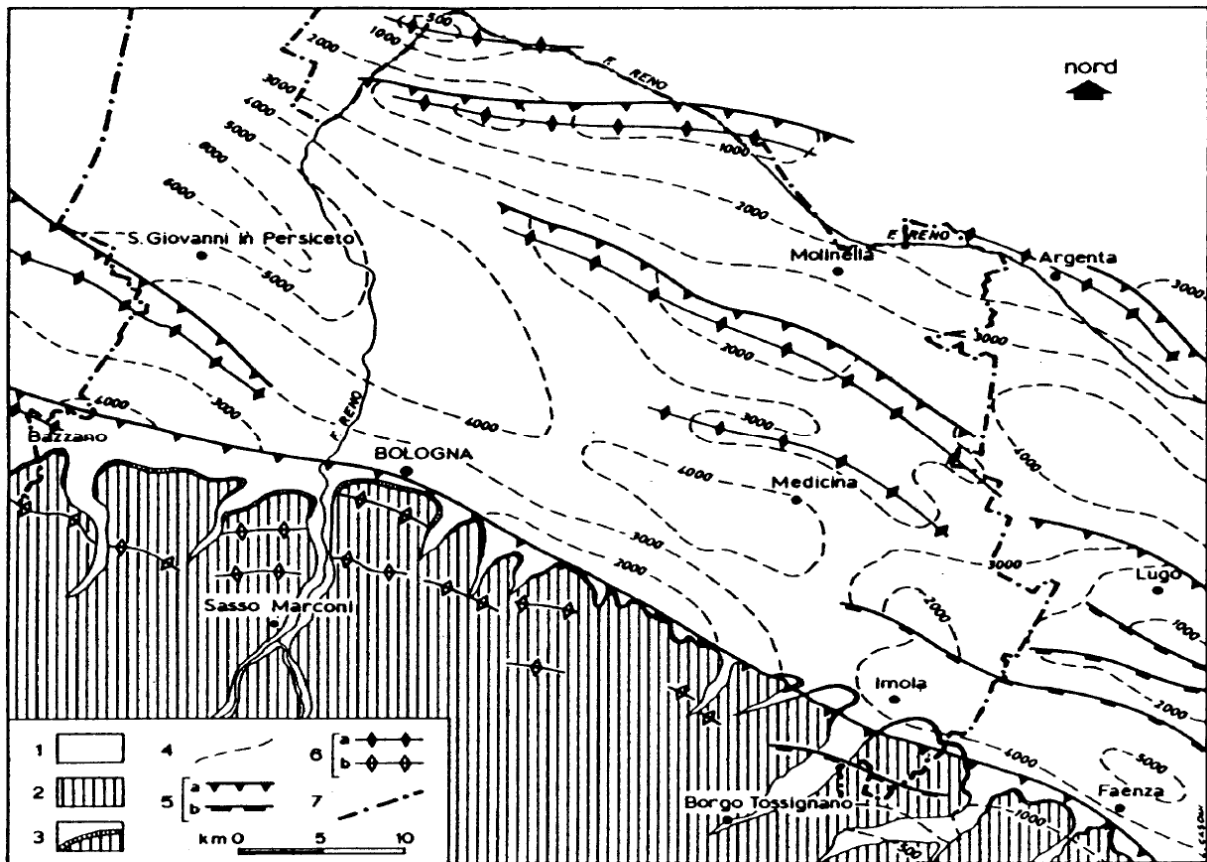 500
1000
2000
3000
4000
5000
6000
6000
5000
F. RENO
nord
1000
2000
S. Giovanni in Persiceto
Molinella
F. RENO
Argenta
3000
3000
2000
4000
3000
4000
F. RENO
3000
4000
Bazzano
BOLOGNA
4000
Medicina
3000
2000
3000
Lugo
2000
1000
Sasso Marconi
Imola
2000
4000
5000
Faenza
Borgo Tossignano
1000
500
1
2
3
4
5 a
b
6 a
b
7
km 0 5 10